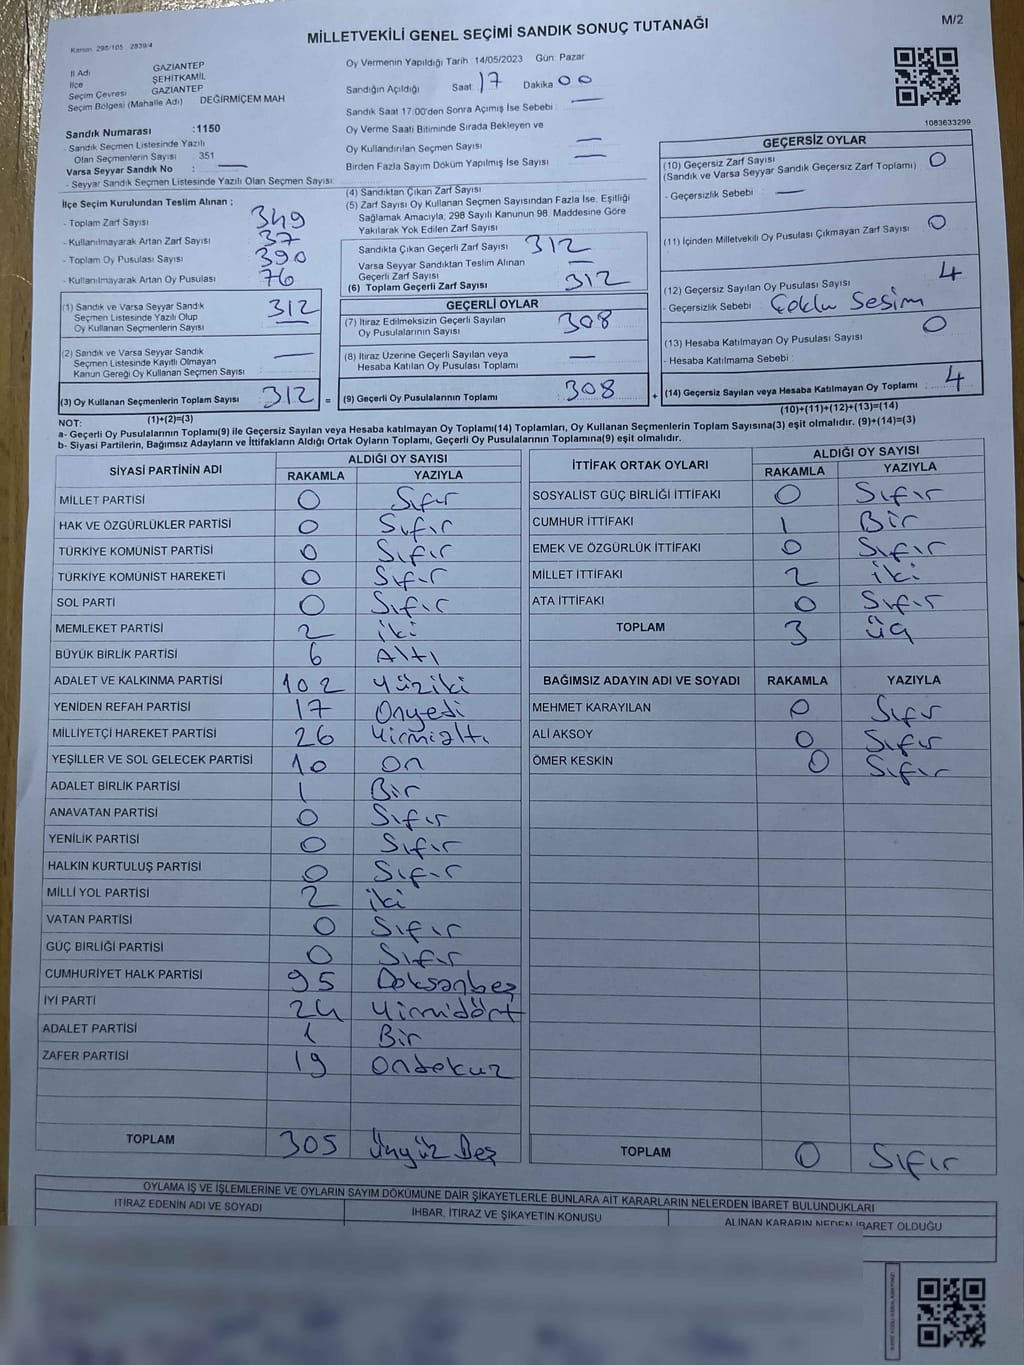 M/2
MİLLETVEKİLİ GENEL SEÇİMİ SANDIK SONUÇ TUTANAĞI
Kanun 298/105 2839/4
İl Adı GAZİANTEP
İlçe ŞEHİTKAMİL
Seçim Çevresi GAZİANTEP
Seçim Bölgesi (Mahalle Adı) DEĞİRMİÇEM MAH
Sandık Numarası :1150
- Sandık Seçmen Listesinde Yazılı
Olan Seçmenlerin Sayısı : 351
Varsa Seyyar Sandık No : —
- Seyyar Sandık Seçmen Listesinde Yazılı Olan Seçmen Sayısı:
Oy Vermenin Yapıldığı Tarih :14/05/2023 Gün: Pazar
Sandığın Açıldığı Saat 17 Dakika 00
Sandık Saat 17:00'den Sonra Açımış İse Sebebi : —
Oy Verme Saati Bitiminde Sırada Bekleyen ve
Oy Kullandırılan Seçmen Sayısı —
Birden Fazla Sayım Döküm Yapılmış İse Sayısı —
1083633299
İlçe Seçim Kurulundan Teslim Alınan ;
- Toplam Zarf Sayısı 349
- Kullanılmayarak Artan Zarf Sayısı 37
- Toplam Oy Pusulası Sayısı 390
- Kullanılmayarak Artan Oy Pusulası 76
(1) Sandık ve Varsa Seyyar Sandık
Seçmen Listesinde Yazılı Olup
Oy Kullanan Seçmenlerin Sayısı 312
(2) Sandık ve Varsa Seyyar Sandık
Seçmen Listesinde Kayıtlı Olmayan
Kanun Gereği Oy Kullanan Seçmen Sayısı : —
(3) Oy Kullanan Seçmenlerin Toplam Sayısı 312 =
(1)+(2)=(3)
(4) Sandıktan Çıkan Zarf Sayısı
(5) Zarf Sayısı Oy Kullanan Seçmen Sayısından Fazla İse, Eşitliği
Sağlamak Amacıyla, 298 Sayılı Kanunun 98. Maddesine Göre
Yakılarak Yok Edilen Zarf Sayısı
Sandıkta Çıkan Geçerli Zarf Sayısı 312
Varsa Seyyar Sandıktan Teslim Alınan
Geçerli Zarf Sayısı —
(6) Toplam Geçerli Zarf Sayısı 312
GEÇERLİ OYLAR
(7) İtiraz Edilmeksizin Geçerli Sayılan
Oy Pusulalarının Sayısı 308
(8) İtiraz Üzerine Geçerli Sayılan veya
Hesaba Katılan Oy Pusulası Toplamı —
(9) Geçerli Oy Pusulalarının Toplamı 308 +
GEÇERSİZ OYLAR
(10) Geçersiz Zarf Sayısı 0
(Sandık ve Varsa Seyyar Sandık Geçersiz Zarf Toplamı)
- Geçersizlik Sebebi : —
(11) İçinden Milletvekili Oy Pusulası Çıkmayan Zarf Sayısı 0
(12) Geçersiz Sayılan Oy Pusulası Sayısı 4
- Geçersizlik Sebebi : Çoklu Seçim
(13) Hesaba Katılmayan Oy Pusulası Sayısı 0
- Hesaba Katılmama Sebebi :
(14) Geçersiz Sayılan veya Hesaba Katılmayan Oy Toplamı 4
(10)+(11)+(12)+(13)=(14)
NOT:
a- Geçerli Oy Pusulalarının Toplamı(9) ile Geçersiz Sayılan veya Hesaba katılmayan Oy Toplamı(14) Toplamları, Oy Kullanan Seçmenlerin Toplam Sayısına(3) eşit olmalıdır. (9)+(14)=(3)
b- Siyasi Partilerin, Bağımsız Adayların ve İttifakların Aldığı Ortak Oyların Toplamı, Geçerli Oy Pusulalarının Toplamına(9) eşit olmalıdır.
SİYASİ PARTİNİN ADI ALDIĞI OY SAYISI
RAKAMLA YAZIYLA
MİLLET PARTİSİ 0 Sıfır
HAK VE ÖZGÜRLÜKLER PARTİSİ 0 Sıfır
TÜRKİYE KOMÜNİST PARTİSİ 0 Sıfır
TÜRKİYE KOMÜNİST HAREKETİ 0 Sıfır
SOL PARTİ 0 Sıfır
MEMLEKET PARTİSİ 2 iki
BÜYÜK BİRLİK PARTİSİ 6 Altı
ADALET VE KALKINMA PARTİSİ 102 Yüziki
YENİDEN REFAH PARTİSİ 17 Onyedi
MİLLİYETÇİ HAREKET PARTİSİ 26 Yirmialtı
YEŞİLLER VE SOL GELECEK PARTİSİ 10 On
ADALET BİRLİK PARTİSİ 1 Bir
ANAVATAN PARTİSİ 0 Sıfır
YENİLİK PARTİSİ 0 Sıfır
HALKIN KURTULUŞ PARTİSİ 0 Sıfır
MİLLİ YOL PARTİSİ 2 iki
VATAN PARTİSİ 0 Sıfır
GÜÇ BİRLİĞİ PARTİSİ 0 Sıfır
CUMHURİYET HALK PARTİSİ 95 Doksanbeş
İYİ PARTİ 24 Yirmidört
ADALET PARTİSİ 1 Bir
ZAFER PARTİSİ 19 Ondokuz
TOPLAM 305 Üçyüz Beş
İTTİFAK ORTAK OYLARI ALDIĞI OY SAYISI
RAKAMLA YAZIYLA
SOSYALİST GÜÇ BİRLİĞİ İTTİFAKI 0 Sıfır
CUMHUR İTTİFAKI 1 Bir
EMEK VE ÖZGÜRLÜK İTTİFAKI 0 Sıfır
MİLLET İTTİFAKI 2 iki
ATA İTTİFAKI 0 Sıfır
TOPLAM 3 üç
BAĞIMSIZ ADAYIN ADI VE SOYADI RAKAMLA YAZIYLA
MEHMET KARAYILAN 0 Sıfır
ALİ AKSOY 0 Sıfır
ÖMER KESKİN 0 Sıfır
TOPLAM 0 Sıfır
OYLAMA İŞ VE İŞLEMLERİNE VE OYLARIN SAYIM DÖKÜMÜNE DAİR ŞİKAYETLERLE BUNLARA AİT KARARLARIN NELERDEN İBARET BULUNDUKLARI
İTİRAZ EDENİN ADI VE SOYADI İHBAR, İTİRAZ VE ŞİKAYETİN KONUSU ALINAN KARARIN NEDEN İBARET OLDUĞU